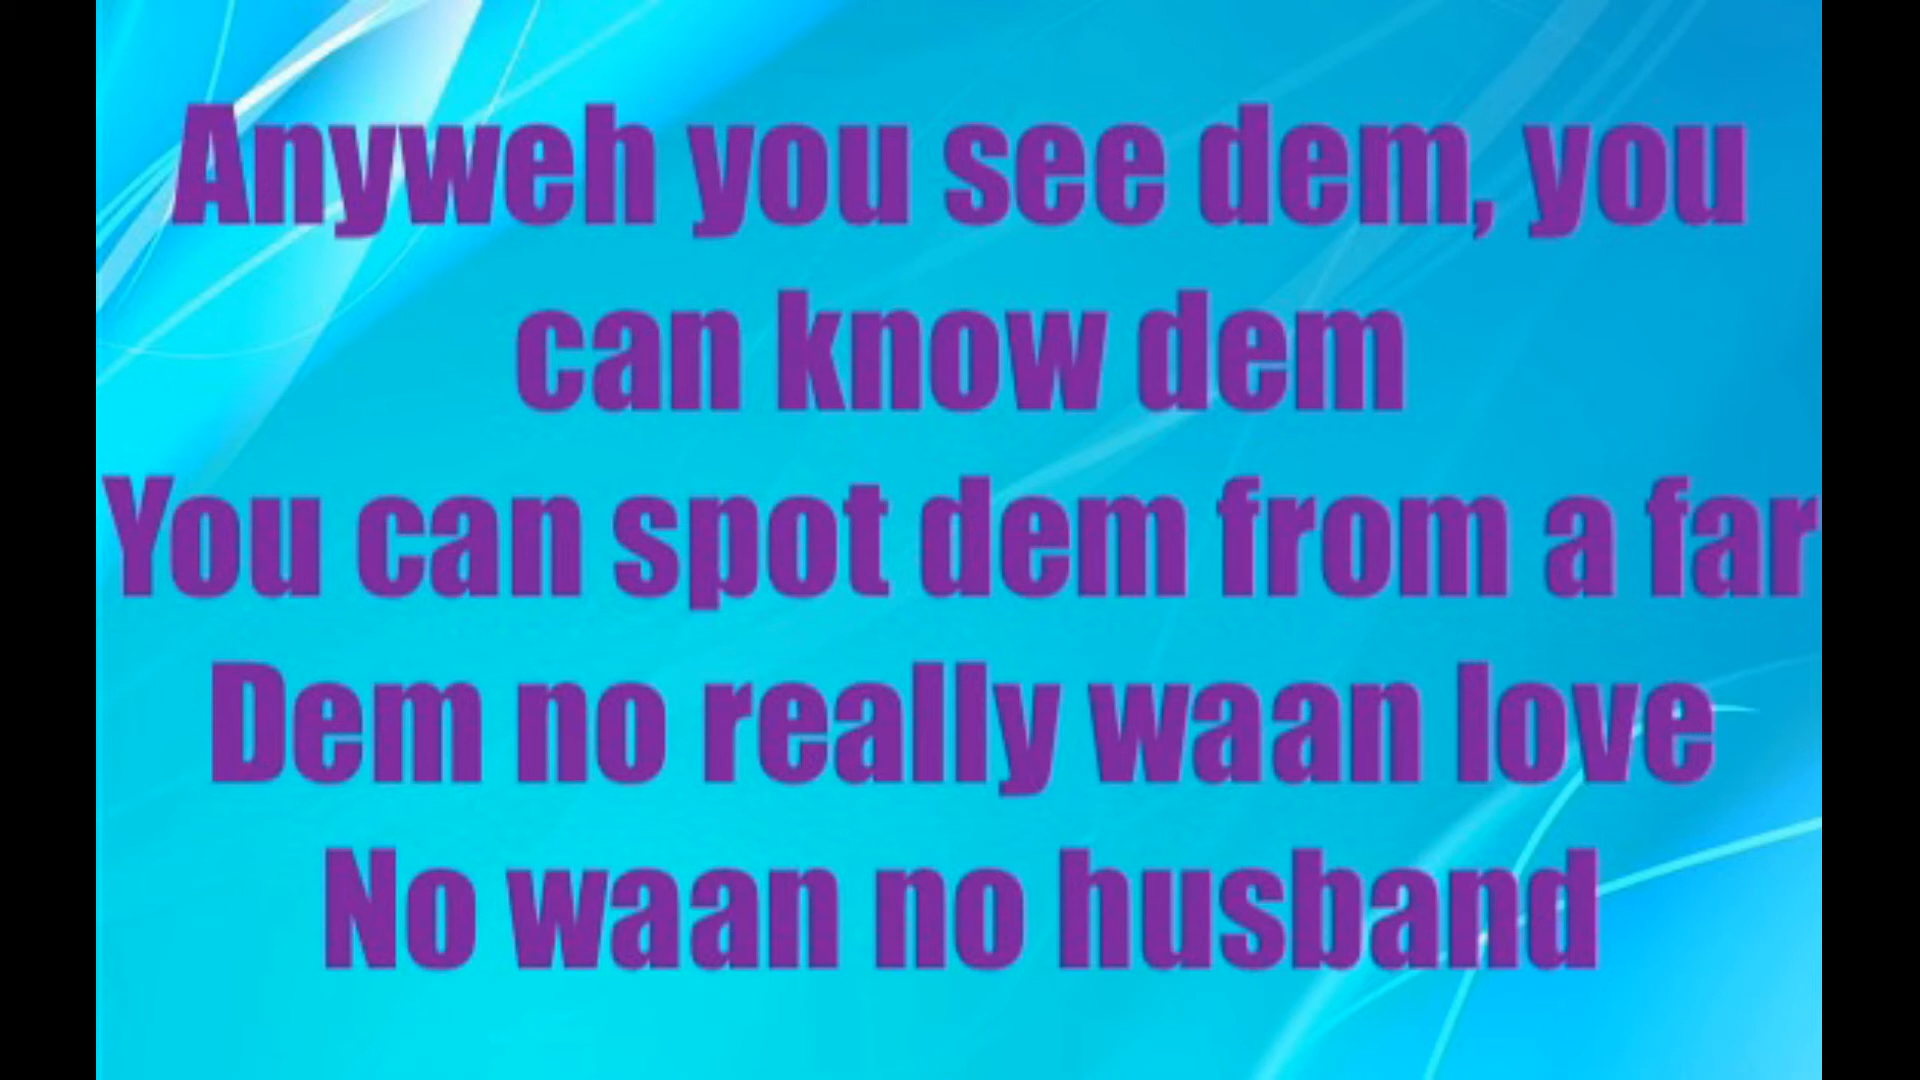 Anyweh you see dem, you
can know dem
You can spot dem from a far
Dem no really waan love
No waan no husband